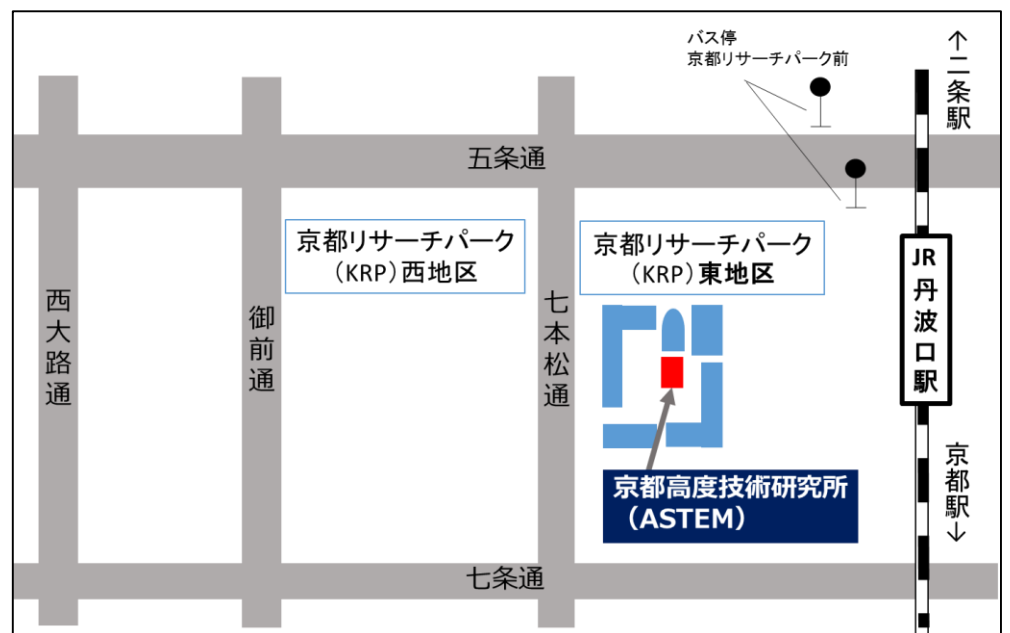 バス停
京都リサーチパーク前
↑二条駅
五条通
京都リサーチパーク
（KRP）西地区
京都リサーチパーク
（KRP）東地区
JR丹波口駅
西大路通
御前通
七本松通
京都駅↓
京都高度技術研究所
（ASTEM）
七条通